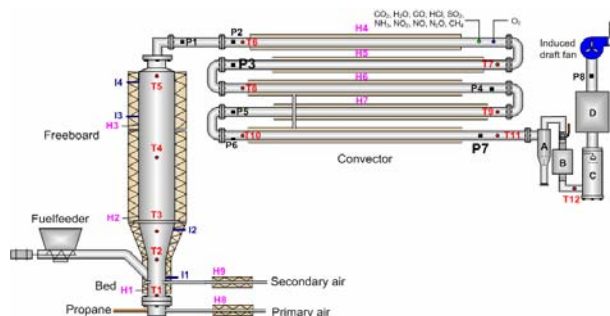 CO₂, H₂O, CO, HCl, SO₂,
NH₃, NO₂, NO, N₂O, CH₄
O₂
Induced
draft fan
P1
P2
T6
H4
H5
P3
T7
H6
T8
P4
H7
P5
T9
T10
P6
Convector
P7
T11
A
B
C
D
P8
T12
I4
T5
I3
H3
Freeboard
T4
H2
T3
I2
Fuelfeeder
T2
I1
H9
Secondary air
Bed
H1
T1
H8
Propane
Primary air